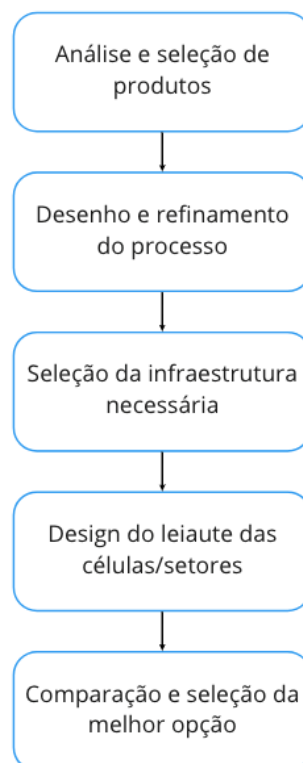 Análise e seleção de
produtos
Desenho e refinamento
do processo
Seleção da infraestrutura
necessária
Design do leiaute das
células/setores
Comparação e seleção da
melhor opção